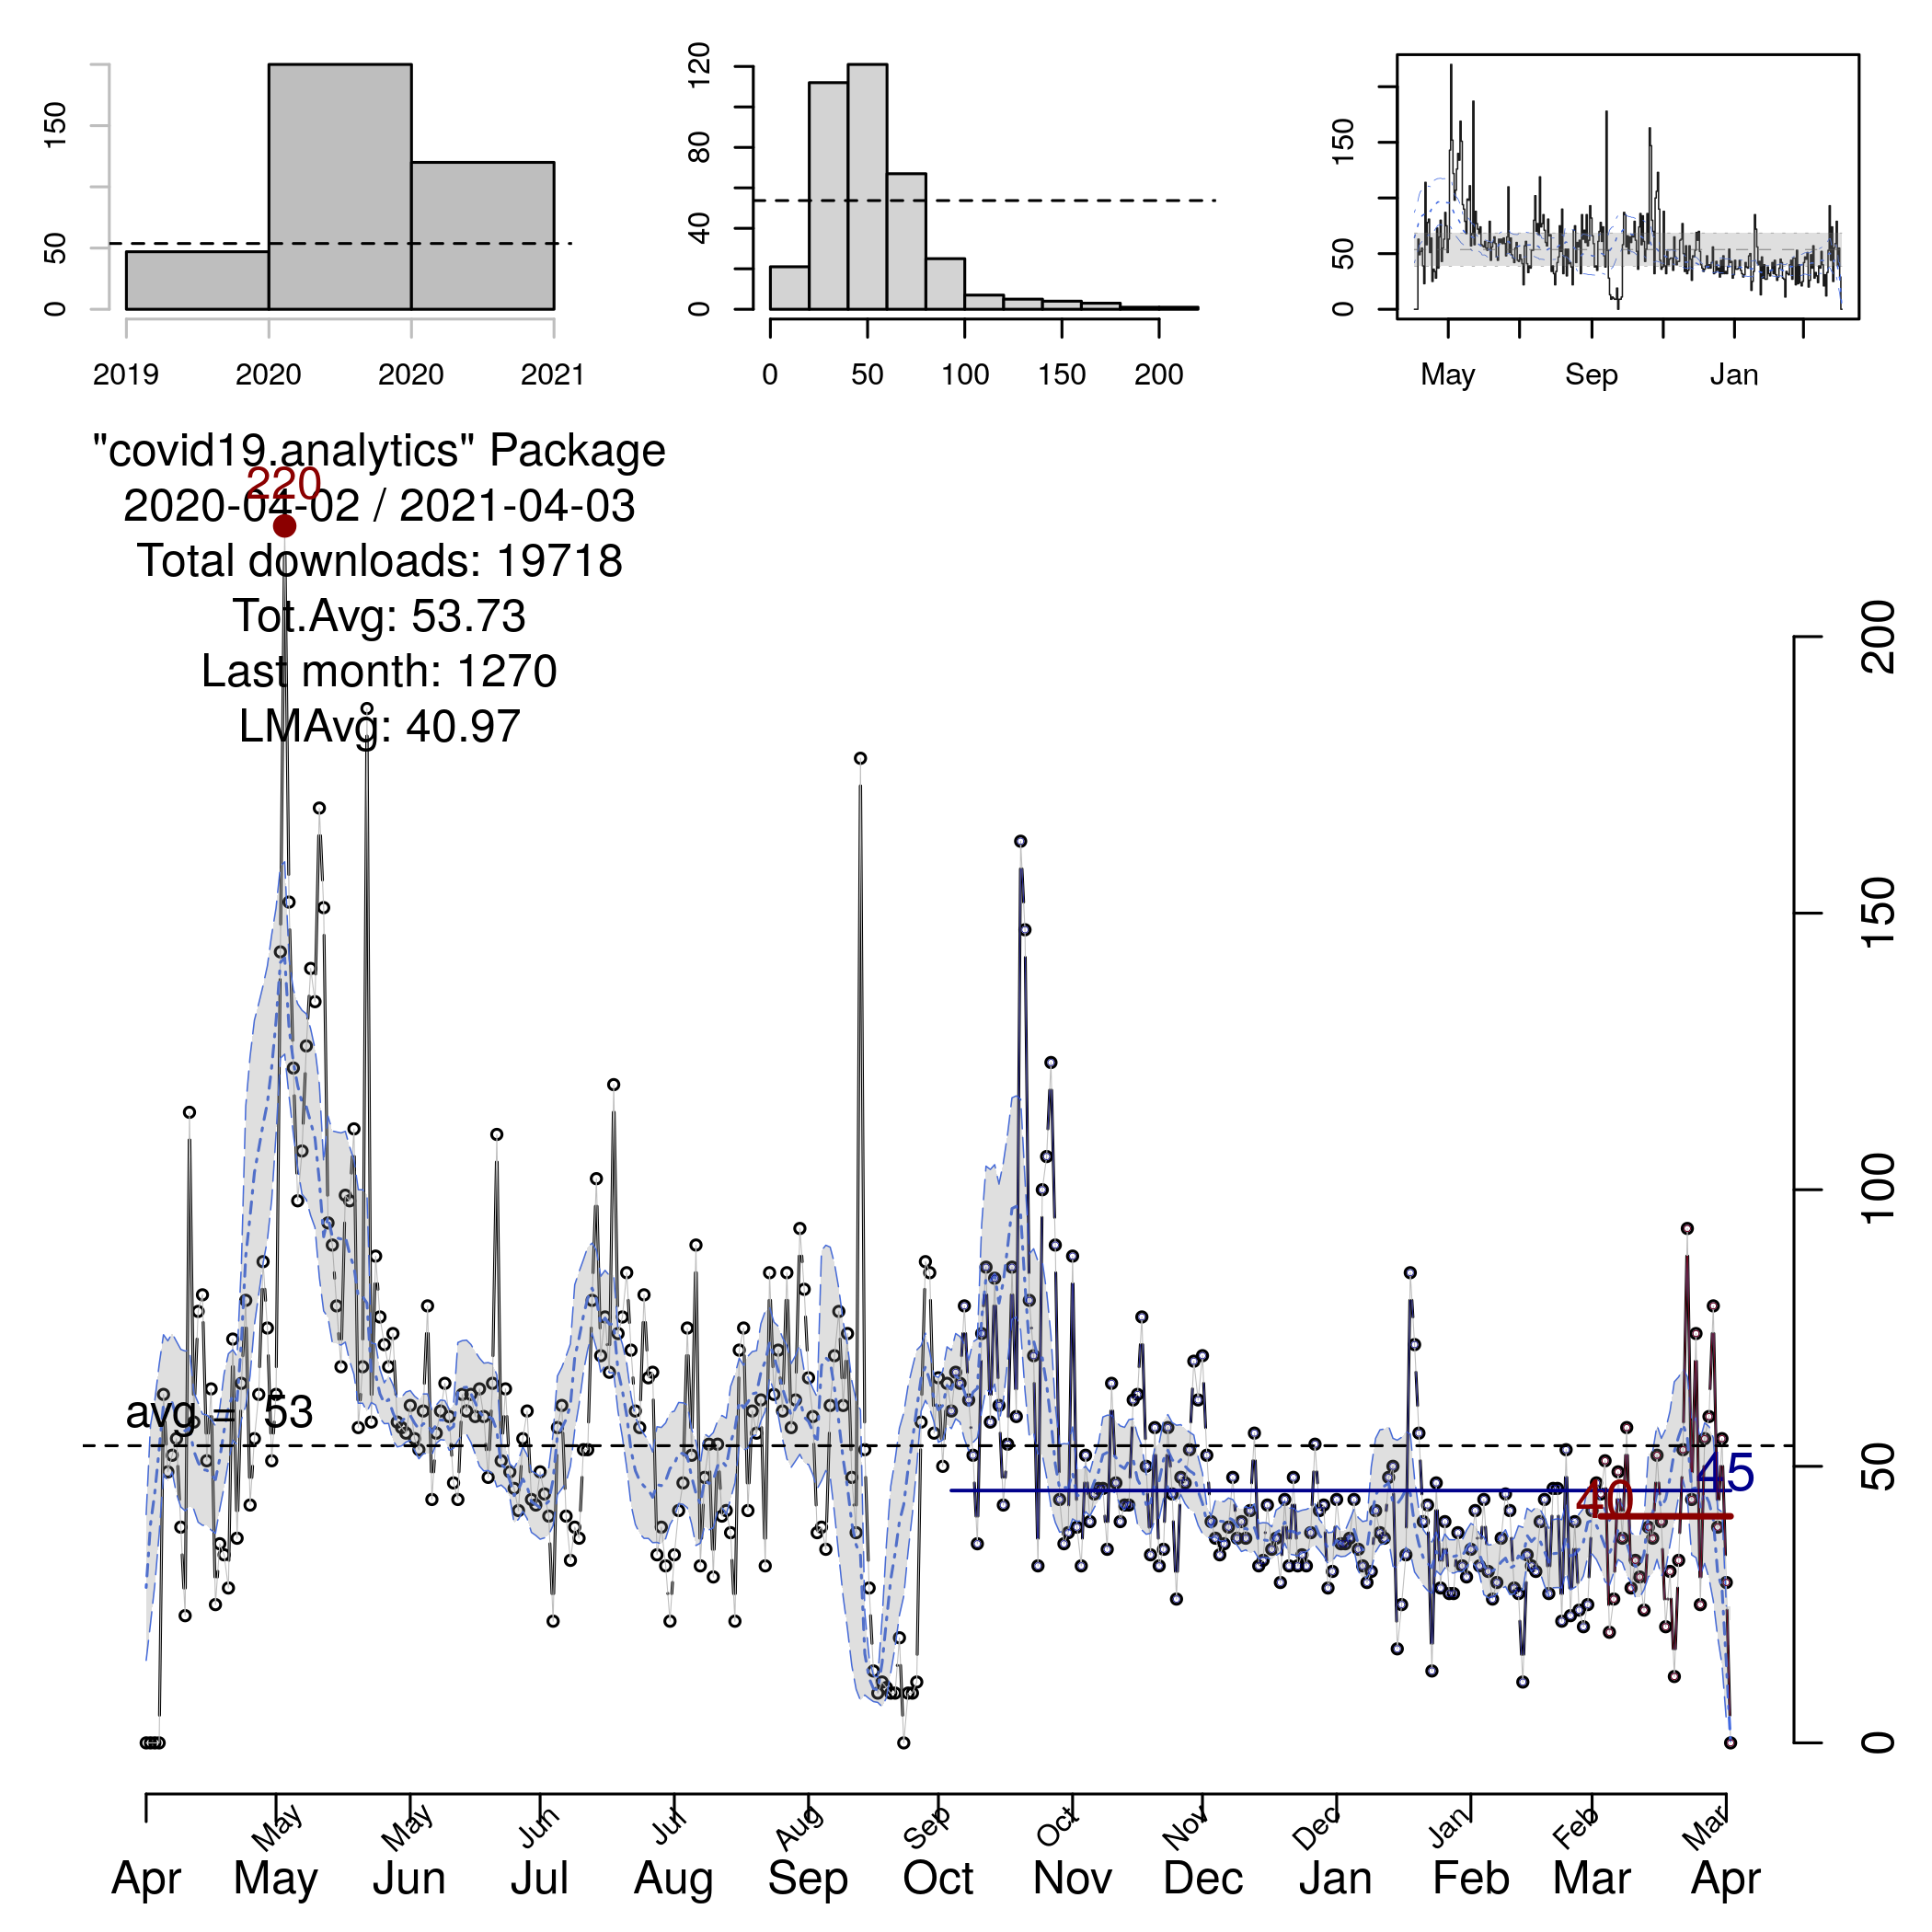 0 50 150
2019 2020 2020 2021
0 40 80 120
0 50 100 150 200
0 50 150
May Sep Jan
"covid19.analytics" Package
220
2020-04-02 / 2021-04-03
Total downloads: 19718
Tot.Avg: 53.73
Last month: 1270
LMAvg: 40.97
avg = 53
45
40
0 50 100 150 200
May May Jun Jul Aug Sep Oct Nov Dec Jan Feb Mar
Apr May Jun Jul Aug Sep Oct Nov Dec Jan Feb Mar Apr